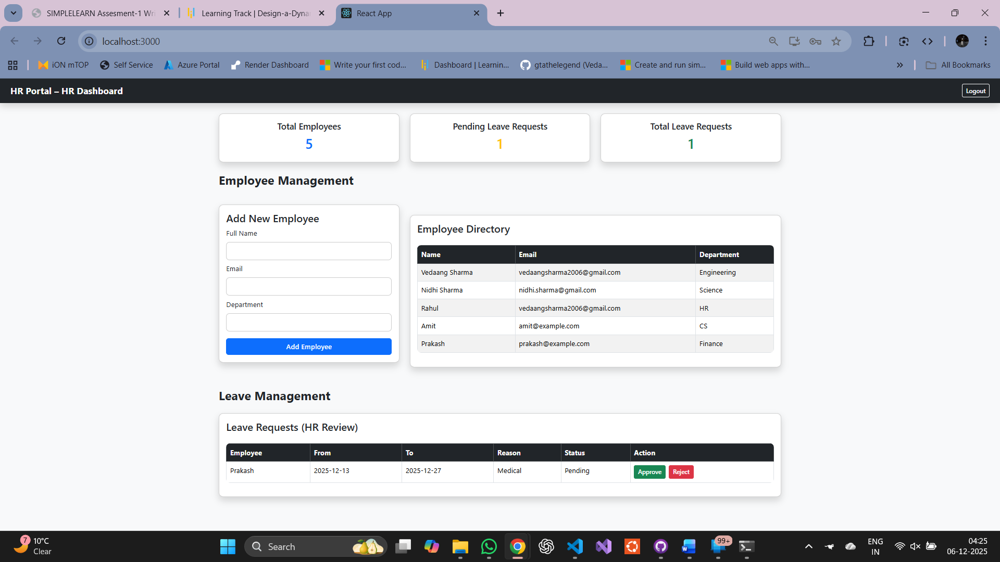 SIMPLELEARN Assesment-1 Wri
Learning Track | Design-a-Dyna
React App
localhost:3000
iON mTOP
Self Service
Azure Portal
Render Dashboard
Write your first cod...
Dashboard | Learnin...
gtathelegend (Veda...
Create and run sim...
Build web apps with...
All Bookmarks
HR Portal – HR Dashboard
Logout
Total Employees
5
Pending Leave Requests
1
Total Leave Requests
1
Employee Management
Add New Employee
Full Name
Email
Department
Add Employee
Employee Directory
Name Email Department
Vedaang Sharma vedaangsharma2006@gmail.com Engineering
Nidhi Sharma nidhi.sharma@gmail.com Science
Rahul vedaangsharma2006@gmail.com HR
Amit amit@example.com CS
Prakash prakash@example.com Finance
Leave Management
Leave Requests (HR Review)
Employee From To Reason Status Action
Prakash 2025-12-13 2025-12-27 Medical Pending Approve Reject
7
10°C
Clear
Search
99+
ENG
IN
04:25
06-12-2025